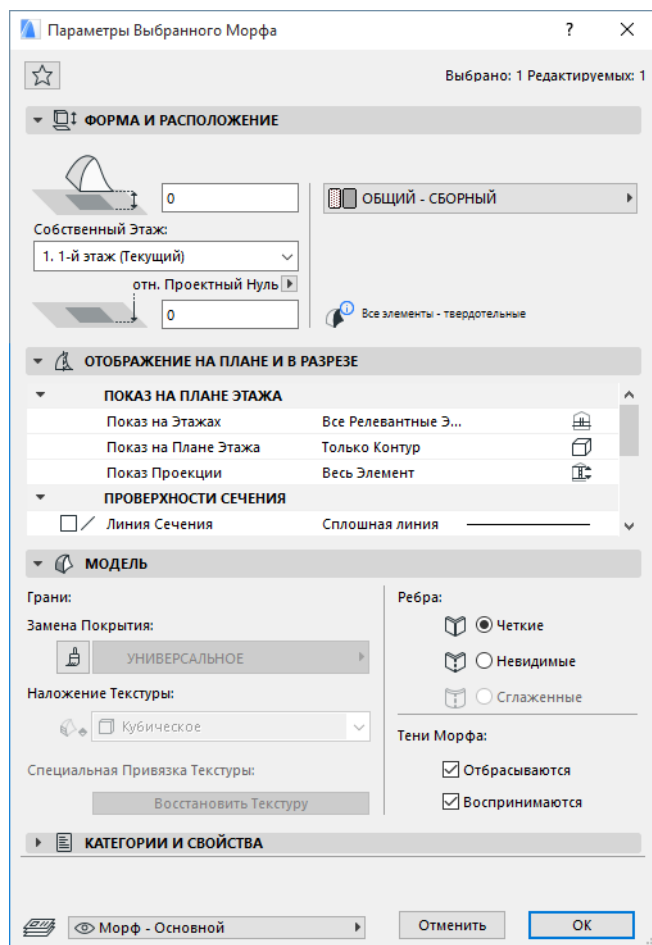 Параметры Выбранного Морфа ?
Выбрано: 1 Редактируемых: 1
ФОРМА И РАСПОЛОЖЕНИЕ
0
ОБЩИЙ - СБОРНЫЙ
Собственный Этаж:
1. 1-й этаж (Текущий)
отн. Проектный Нуль
0
Все элементы - твердотельные
ОТОБРАЖЕНИЕ НА ПЛАНЕ И В РАЗРЕЗЕ
ПОКАЗ НА ПЛАНЕ ЭТАЖА
Показ на Этажах Все Релевантные Э...
Показ на Плане Этажа Только Контур
Показ Проекции Весь Элемент
ПРОВЕРХНОСТИ СЕЧЕНИЯ
Линия Сечения Сплошная линия
МОДЕЛЬ
Грани:
Замена Покрытия:
УНИВЕРСАЛЬНОЕ
Наложение Текстуры:
Кубическое
Специальная Привязка Текстуры:
Восстановить Текстуру
Ребра:
Четкие
Невидимые
Сглаженные
Тени Морфа:
Отбрасываются
Воспринимаются
КАТЕГОРИИ И СВОЙСТВА
Морф - Основной
Отменить
OK